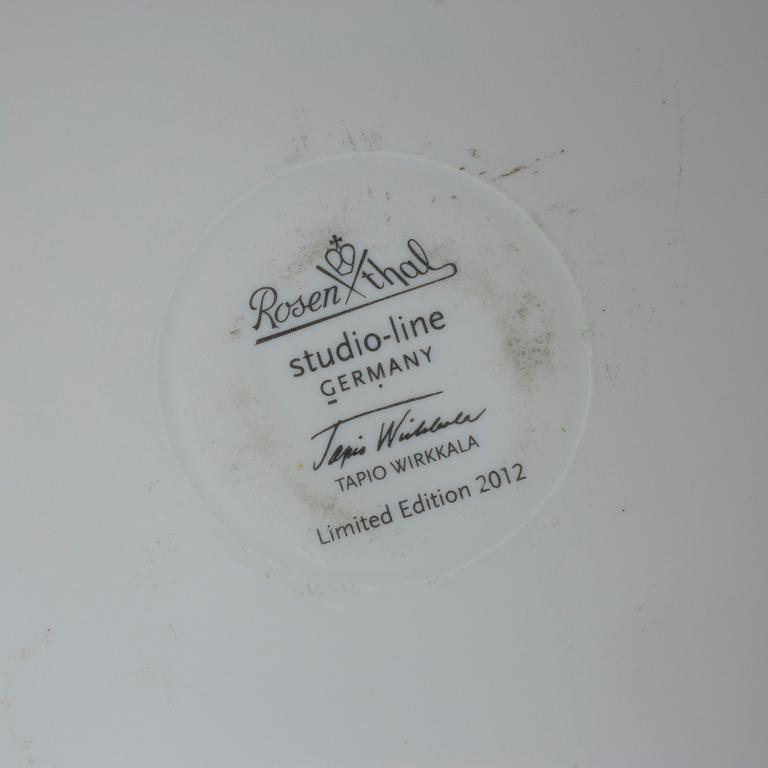 Rosenthal
studio-line
GERMANY
Tapio Wirkkala
TAPIO WIRKKALA
Limited Edition 2012